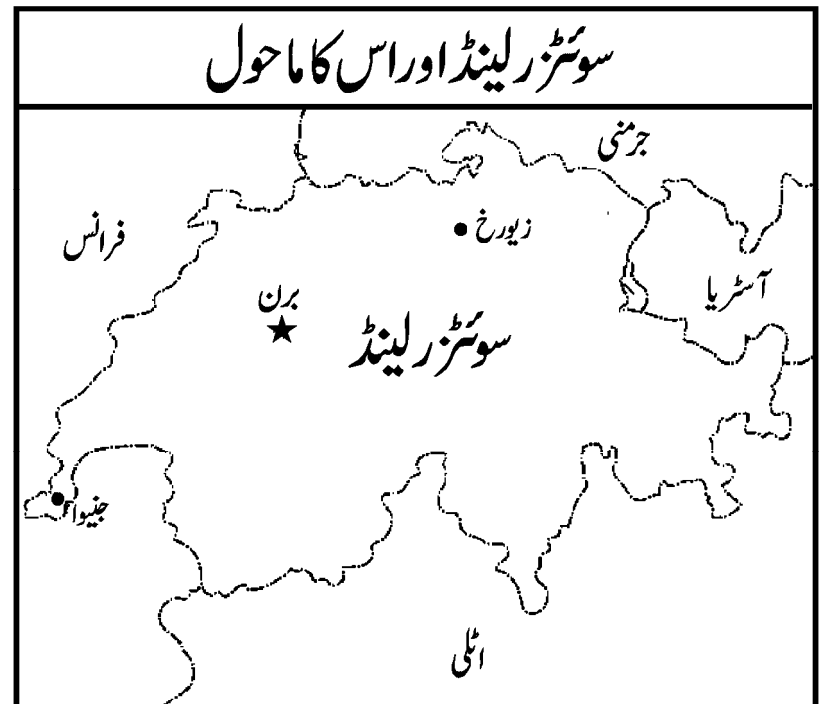 سوئٹزرلینڈ اور اس کا ماحول
جرمنی
فرانس
زیورخ
آسٹریا
برن
سوئٹزرلینڈ
جنیوا
اٹلی